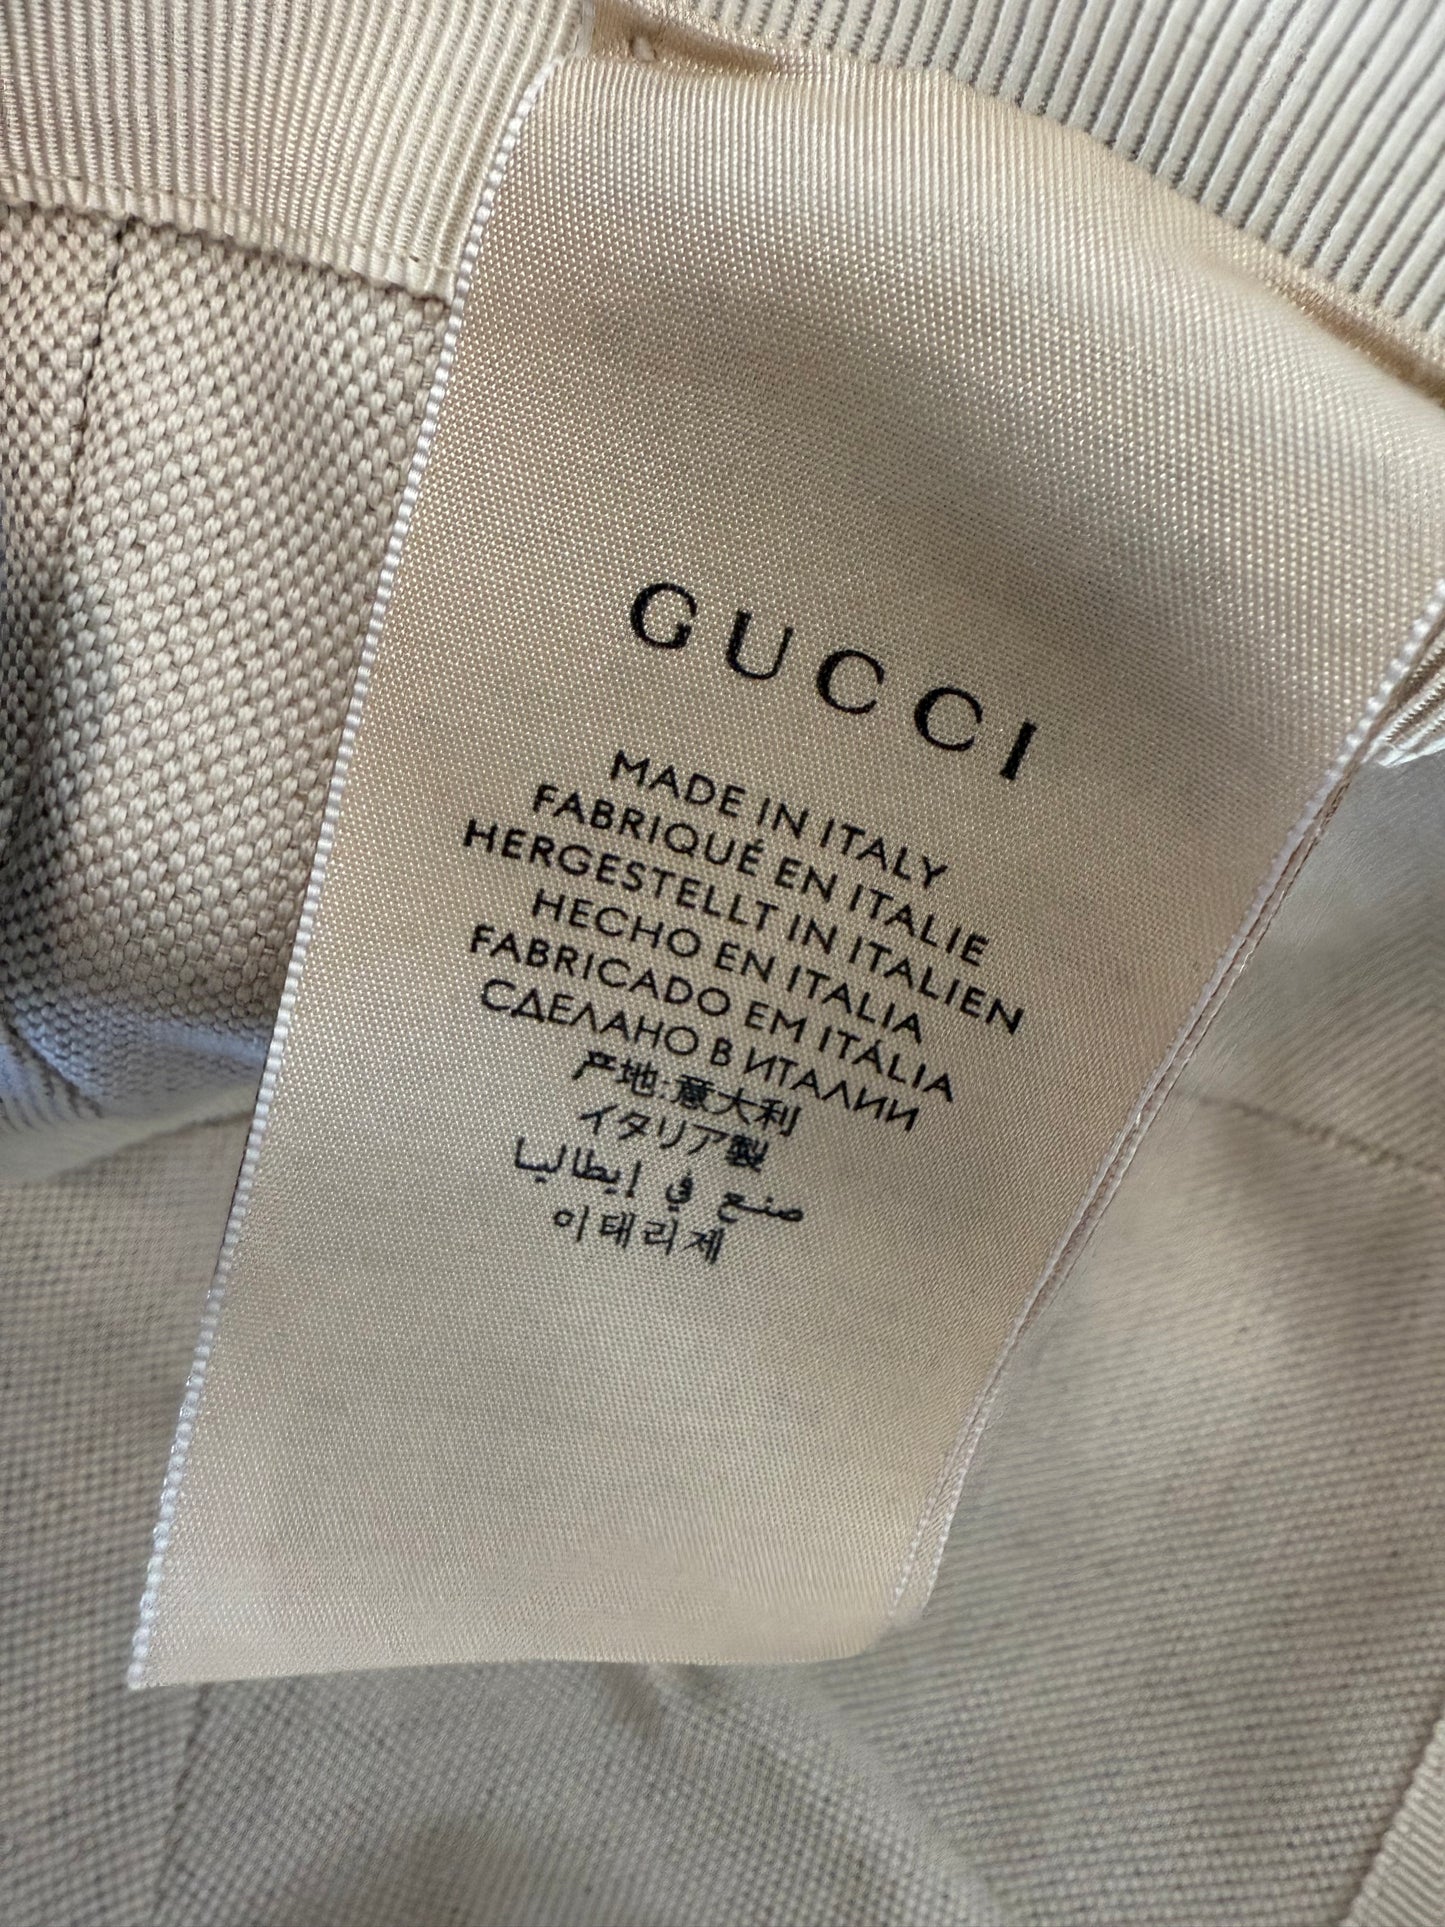 GUCCI
MADE IN ITALY
FABRIQUÉ EN ITALIE
HERGESTELLT IN ITALIEN
HECHO EN ITALIA
FABRICADO EM ITÁLIA
СДЕЛАНО В ИТАЛИИ
产地:意大利
イタリア製
صنع في إيطاليا
이태리제